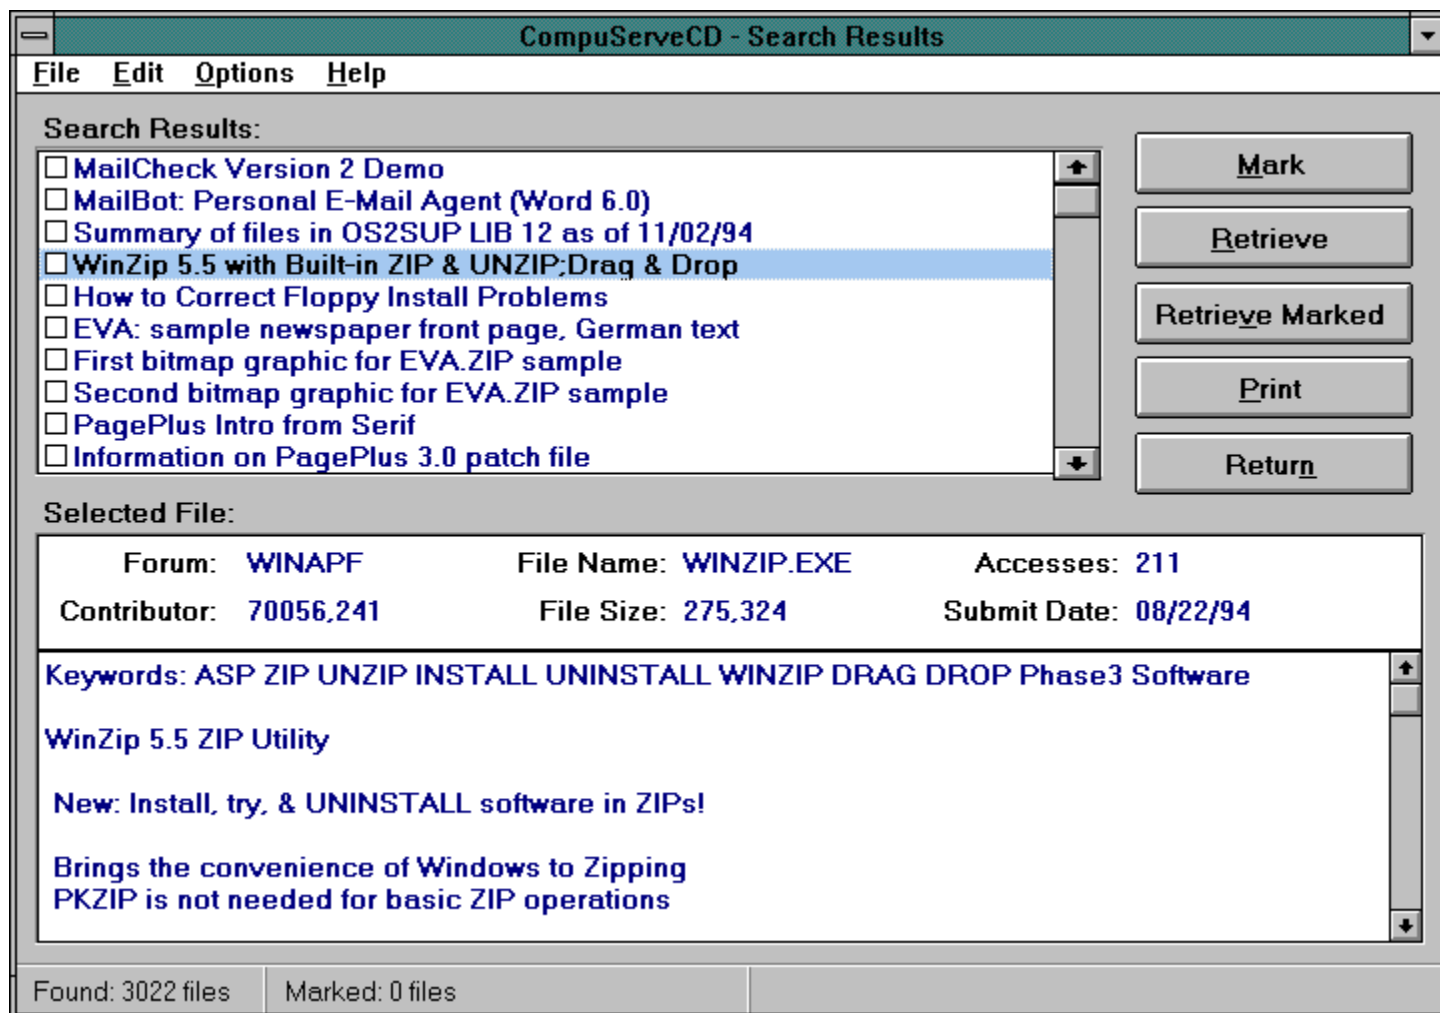 CompuServeCD - Search Results
File Edit Options Help
Search Results:
MailCheck Version 2 Demo
MailBot: Personal E-Mail Agent (Word 6.0)
Summary of files in OS2SUP LIB 12 as of 11/02/94
WinZip 5.5 with Built-in ZIP & UNZIP;Drag & Drop
How to Correct Floppy Install Problems
EVA: sample newspaper front page, German text
First bitmap graphic for EVA.ZIP sample
Second bitmap graphic for EVA.ZIP sample
PagePlus Intro from Serif
Information on PagePlus 3.0 patch file
Mark
Retrieve
Retrieve Marked
Print
Return
Selected File:
Forum: WINAPF File Name: WINZIP.EXE Accesses: 211
Contributor: 70056,241 File Size: 275,324 Submit Date: 08/22/94
Keywords: ASP ZIP UNZIP INSTALL UNINSTALL WINZIP DRAG DROP Phase3 Software
WinZip 5.5 ZIP Utility
New: Install, try, & UNINSTALL software in ZIPs!
Brings the convenience of Windows to Zipping
PKZIP is not needed for basic ZIP operations
Found: 3022 files Marked: 0 files